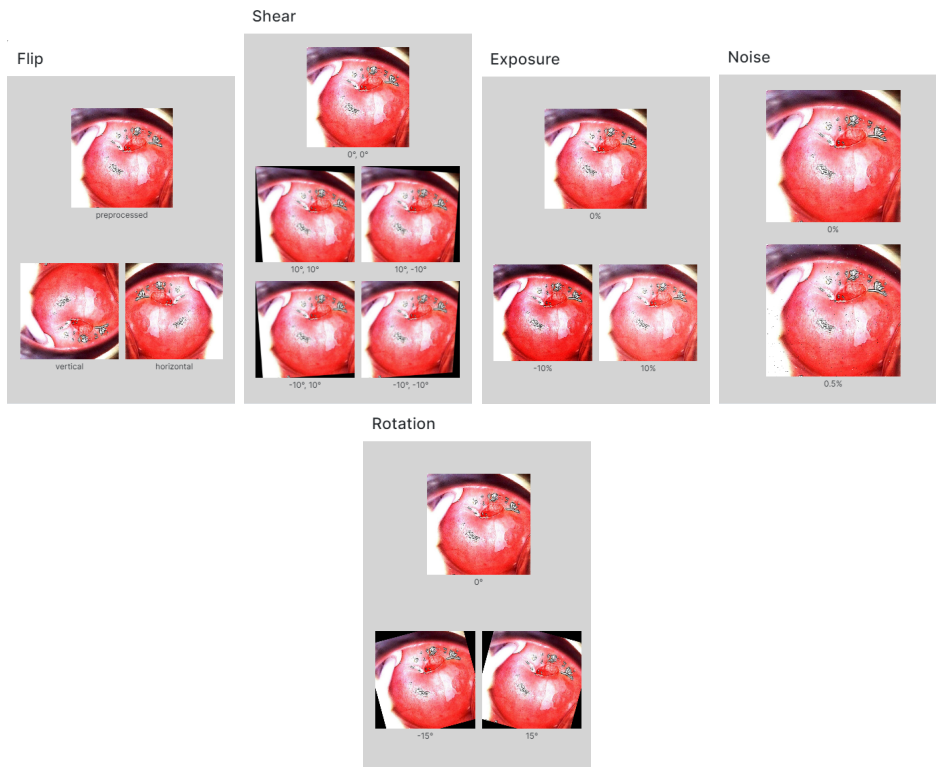 Flip
preprocessed
vertical
horizontal
Shear
0°, 0°
10°, 10°
10°, -10°
-10°, 10°
-10°, -10°
Exposure
0%
-10%
10%
Noise
0%
0.5%
Rotation
0°
-15°
15°